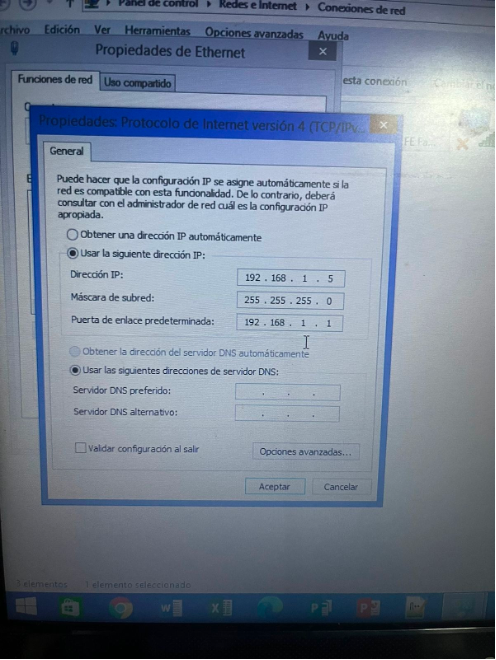 Panel de control › Redes e Internet › Conexiones de red
rchivo Edición Ver Herramientas Opciones avanzadas Ayuda
Propiedades de Ethernet
Funciones de red Uso compartido
esta conexión
Propiedades: Protocolo de Internet versión 4 (TCP/IPv...
General
Puede hacer que la configuración IP se asigne automáticamente si la
red es compatible con esta funcionalidad. De lo contrario, deberá
consultar con el administrador de red cuál es la configuración IP
apropiada.
Obtener una dirección IP automáticamente
Usar la siguiente dirección IP:
Dirección IP: 192 . 168 . 1 . 5
Máscara de subred: 255 . 255 . 255 . 0
Puerta de enlace predeterminada: 192 . 168 . 1 . 1
Obtener la dirección del servidor DNS automáticamente
Usar las siguientes direcciones de servidor DNS:
Servidor DNS preferido: . . .
Servidor DNS alternativo: . . .
Validar configuración al salir Opciones avanzadas...
Aceptar Cancelar
elementos 1 elemento seleccionado